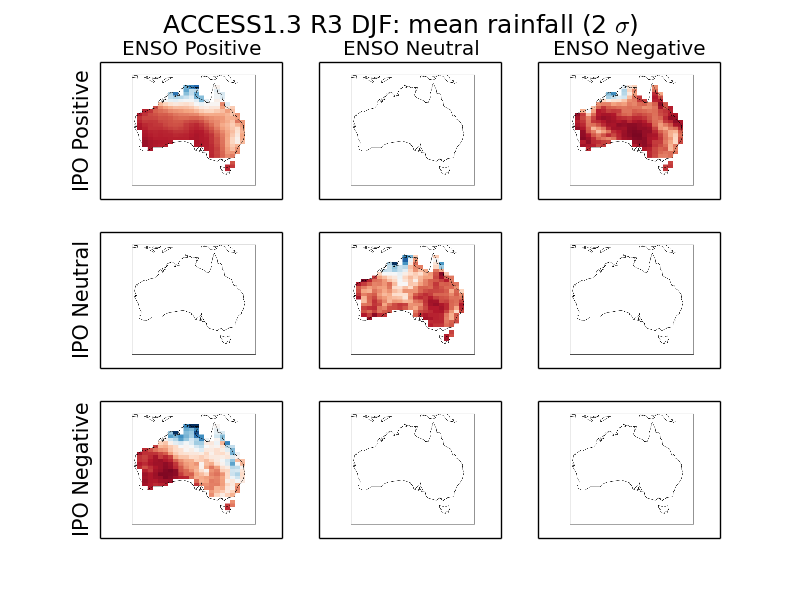 ACCESS1.3 R3 DJF: mean rainfall (2 σ)
ENSO Positive
ENSO Neutral
ENSO Negative
IPO Positive
IPO Neutral
IPO Negative